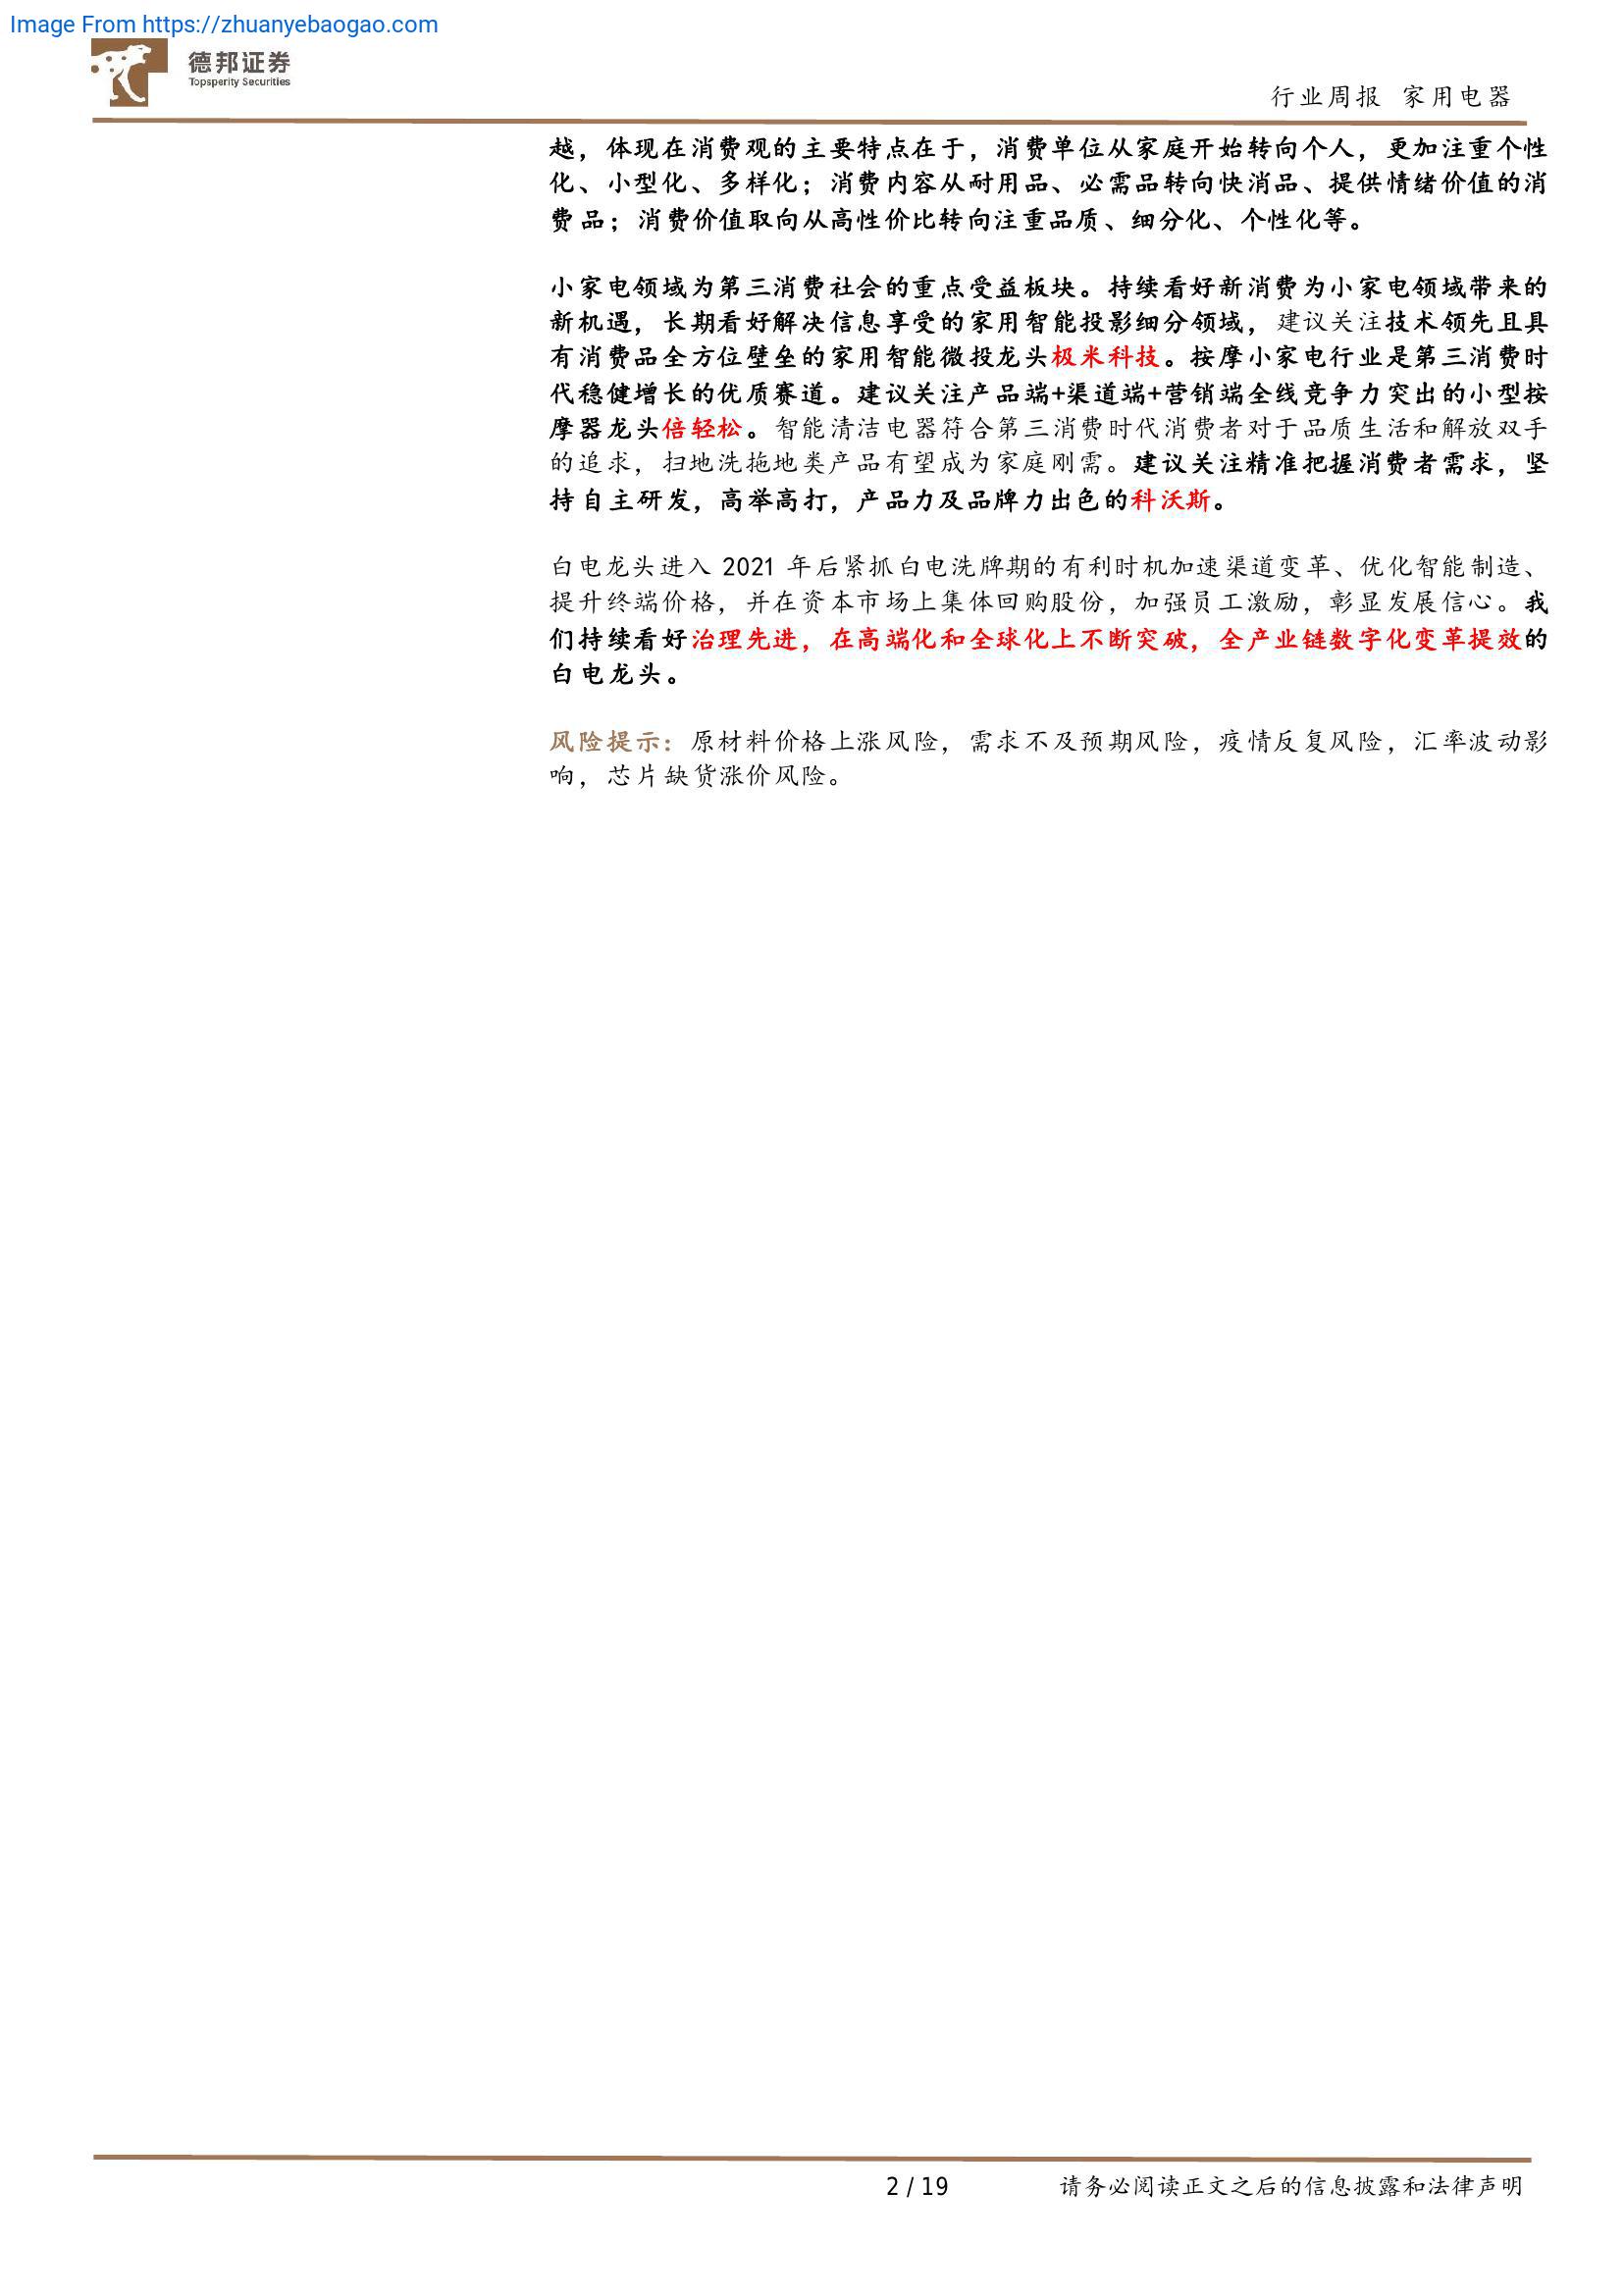 Image From https://zhuanyebaogao.com
德邦证券
Topsperity Securities
行业周报 家用电器
越，体现在消费观的主要特点在于，消费单位从家庭开始转向个人，更加注重个性
化、小型化、多样化；消费内容从耐用品、必需品转向快消品、提供情绪价值的消
费品；消费价值取向从高性价比转向注重品质、细分化、个性化等。
小家电领域为第三消费社会的重点受益板块。持续看好新消费为小家电领域带来的
新机遇，长期看好解决信息享受的家用智能投影细分领域，建议关注技术领先且具
有消费品全方位壁垒的家用智能微投龙头极米科技。按摩小家电行业是第三消费时
代稳健增长的优质赛道。建议关注产品端+渠道端+营销端全线竞争力突出的小型按
摩器龙头倍轻松。智能清洁电器符合第三消费时代消费者对于品质生活和解放双手
的追求，扫地洗拖地类产品有望成为家庭刚需。建议关注精准把握消费者需求，坚
持自主研发，高举高打，产品力及品牌力出色的科沃斯。
白电龙头进入 2021 年后紧抓白电洗牌期的有利时机加速渠道变革、优化智能制造、
提升终端价格，并在资本市场上集体回购股份，加强员工激励，彰显发展信心。我
们持续看好治理先进，在高端化和全球化上不断突破，全产业链数字化变革提效的
白电龙头。
风险提示：原材料价格上涨风险，需求不及预期风险，疫情反复风险，汇率波动影
响，芯片缺货涨价风险。
2 / 19
请务必阅读正文之后的信息披露和法律声明